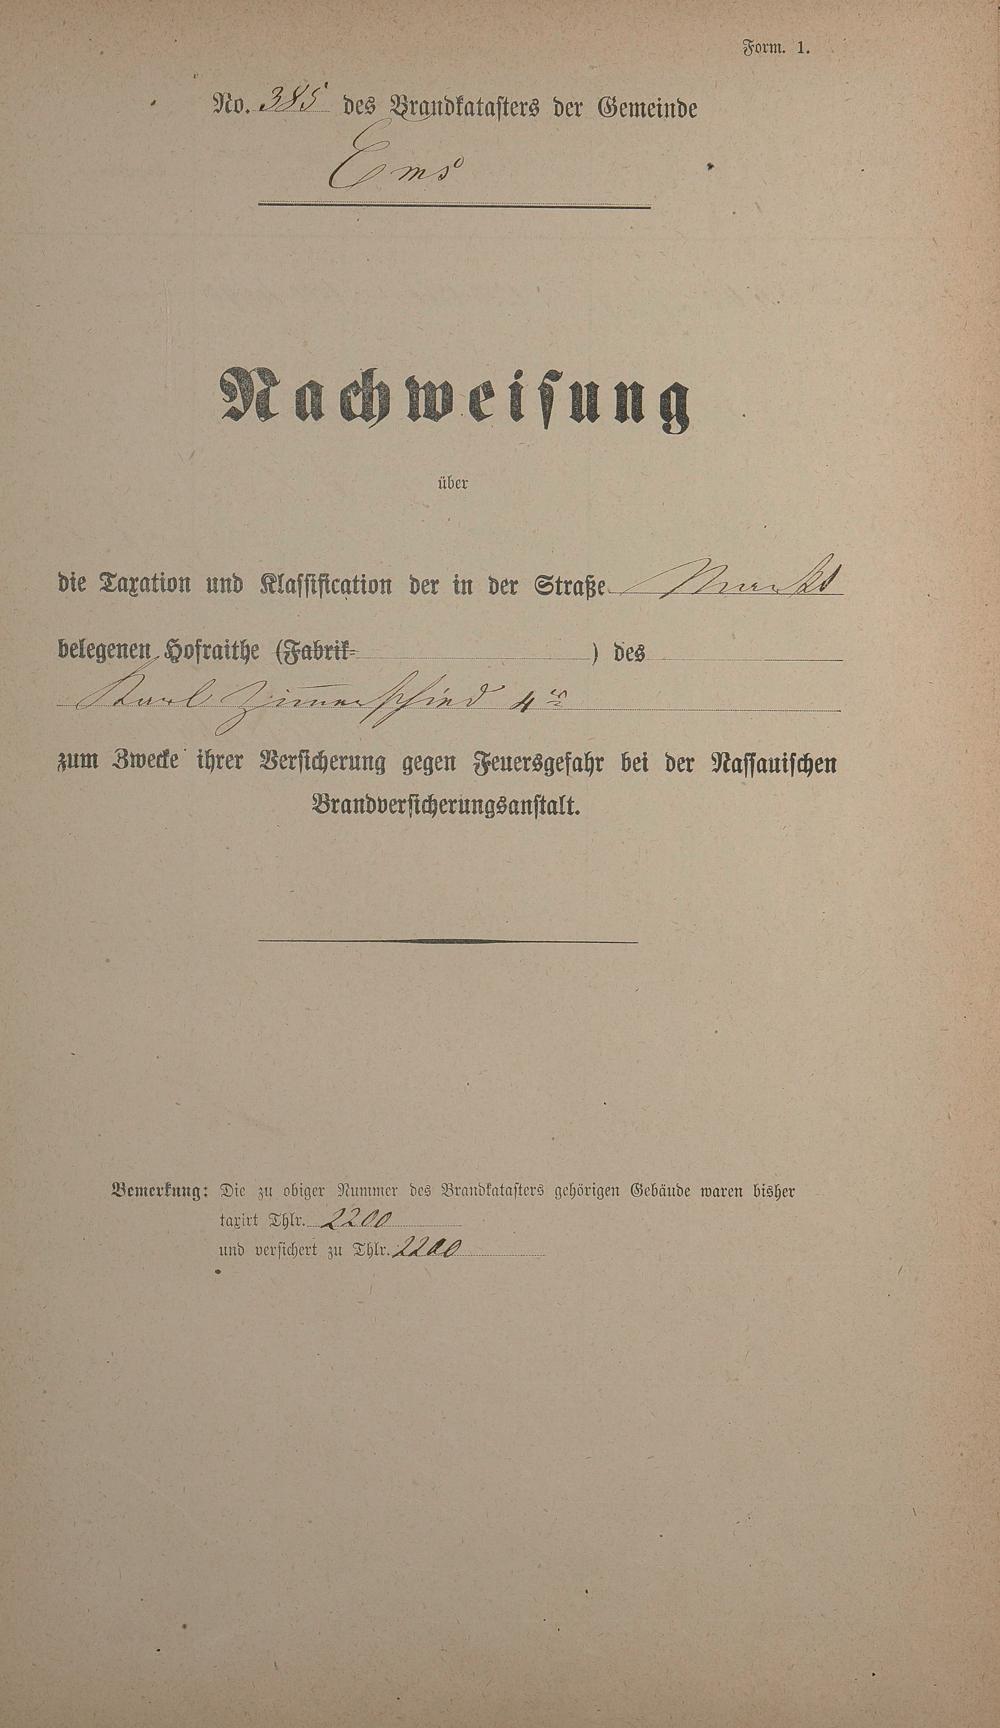 Form. 1.
No. 385 des Brandkatasters der Gemeinde
Ems
Nachweisung
über
die Taxation und Klassification der in der Straße Markt
belegenen Hofraithe (Fabrik= ) des
Karl Zimmerschied 4r
zum Zwecke ihrer Versicherung gegen Feuersgefahr bei der Nassauischen
Brandversicherungsanstalt.
Bemerkung: Die zu obiger Nummer des Brandkatasters gehörigen Gebäude waren bisher
taxirt Thlr. 2200
und versichert zu Thlr. 2200